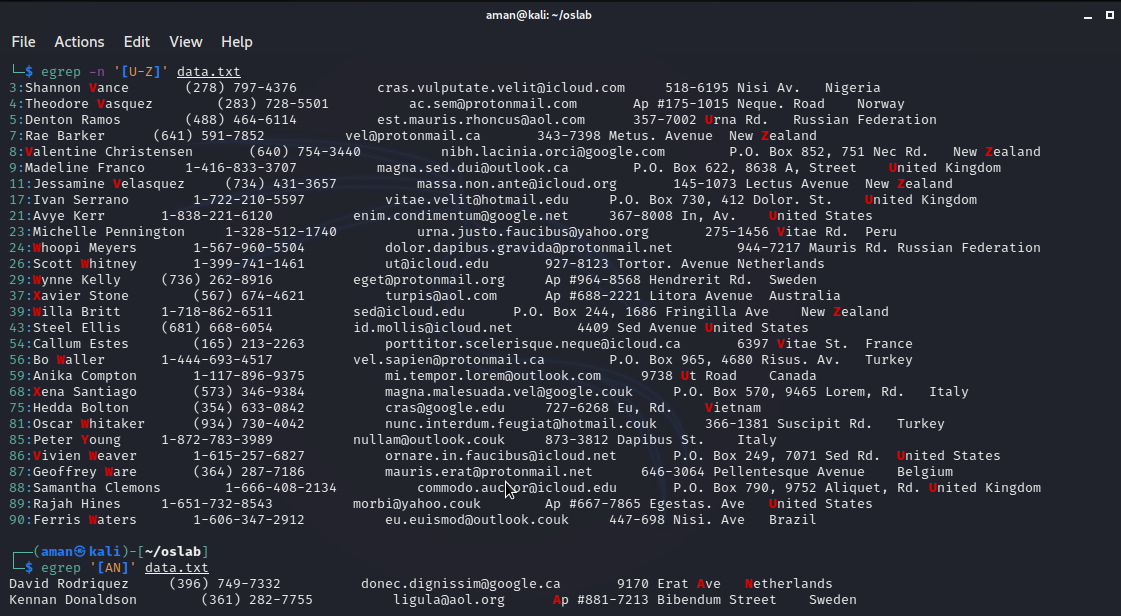 aman@kali: ~/oslab
File Actions Edit View Help
└─$ egrep -n '[U-Z]' data.txt
3:Shannon Vance (278) 797-4376 cras.vulputate.velit@icloud.com 518-6195 Nisi Av. Nigeria
4:Theodore Vasquez (283) 728-5501 ac.sem@protonmail.com Ap #175-1015 Neque. Road Norway
5:Denton Ramos (488) 464-6114 est.mauris.rhoncus@aol.com 357-7002 Urna Rd. Russian Federation
7:Rae Barker (641) 591-7852 vel@protonmail.ca 343-7398 Metus. Avenue New Zealand
8:Valentine Christensen (640) 754-3440 nibh.lacinia.orci@google.com P.O. Box 852, 751 Nec Rd. New Zealand
9:Madeline Franco 1-416-833-3707 magna.sed.dui@outlook.ca P.O. Box 622, 8638 A, Street United Kingdom
11:Jessamine Velasquez (734) 431-3657 massa.non.ante@icloud.org 145-1073 Lectus Avenue New Zealand
17:Ivan Serrano 1-722-210-5597 vitae.velit@hotmail.edu P.O. Box 730, 412 Dolor. St. United Kingdom
21:Avye Kerr 1-838-221-6120 enim.condimentum@google.net 367-8008 In, Av. United States
23:Michelle Pennington 1-328-512-1740 urna.justo.faucibus@yahoo.org 275-1456 Vitae Rd. Peru
24:Whoopi Meyers 1-567-960-5504 dolor.dapibus.gravida@protonmail.net 944-7217 Mauris Rd. Russian Federation
26:Scott Whitney 1-399-741-1461 ut@icloud.edu 927-8123 Tortor. Avenue Netherlands
29:Wynne Kelly (736) 262-8916 eget@protonmail.org Ap #964-8568 Hendrerit Rd. Sweden
37:Xavier Stone (567) 674-4621 turpis@aol.com Ap #688-2221 Litora Avenue Australia
39:Willa Britt 1-718-862-6511 sed@icloud.edu P.O. Box 244, 1686 Fringilla Ave New Zealand
43:Steel Ellis (681) 668-6054 id.mollis@icloud.net 4409 Sed Avenue United States
54:Callum Estes (165) 213-2263 porttitor.scelerisque.neque@icloud.ca 6397 Vitae St. France
56:Bo Waller 1-444-693-4517 vel.sapien@protonmail.ca P.O. Box 965, 4680 Risus. Av. Turkey
59:Anika Compton 1-117-896-9375 mi.tempor.lorem@outlook.com 9738 Ut Road Canada
68:Xena Santiago (573) 346-9384 magna.malesuada.vel@google.couk P.O. Box 570, 9465 Lorem, Rd. Italy
75:Hedda Bolton (354) 633-0842 cras@google.edu 727-6268 Eu, Rd. Vietnam
81:Oscar Whitaker (934) 730-4042 nunc.interdum.feugiat@hotmail.couk 366-1381 Suscipit Rd. Turkey
85:Peter Young 1-872-783-3989 nullam@outlook.couk 873-3812 Dapibus St. Italy
86:Vivien Weaver 1-615-257-6827 ornare.in.faucibus@icloud.net P.O. Box 249, 7071 Sed Rd. United States
87:Geoffrey Ware (364) 287-7186 mauris.erat@protonmail.net 646-3064 Pellentesque Avenue Belgium
88:Samantha Clemons 1-666-408-2134 commodo.auctor@icloud.edu P.O. Box 790, 9752 Aliquet, Rd. United Kingdom
89:Rajah Hines 1-651-732-8543 morbi@yahoo.couk Ap #667-7865 Egestas. Ave United States
90:Ferris Waters 1-606-347-2912 eu.euismod@outlook.couk 447-698 Nisi. Ave Brazil
┌──(aman㉿kali)-[~/oslab]
└─$ egrep '[AN]' data.txt
David Rodriquez (396) 749-7332 donec.dignissim@google.ca 9170 Erat Ave Netherlands
Kennan Donaldson (361) 282-7755 ligula@aol.org Ap #881-7213 Bibendum Street Sweden